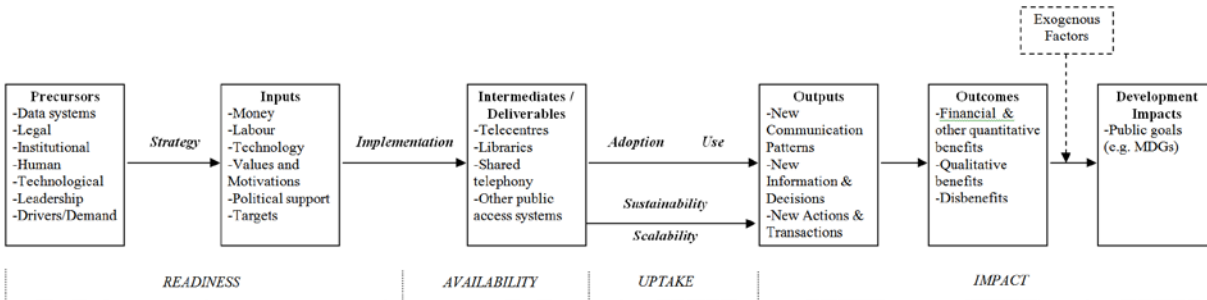 Exogenous
Factors
Precursors
-Data systems
-Legal
-Institutional
-Human
-Technological
-Leadership
-Drivers/Demand
Strategy
Inputs
-Money
-Labour
-Technology
-Values and
Motivations
-Political support
-Targets
Implementation
Intermediates /
Deliverables
-Telecentres
-Libraries
-Shared
telephony
-Other public
access systems
Adoption Use
Sustainability
Scalability
Outputs
-New
Communication
Patterns
-New
Information &
Decisions
-New Actions &
Transactions
Outcomes
-Financial &
other quantitative
benefits
-Qualitative
benefits
-Disbenefits
Development
Impacts
-Public goals
(e.g. MDGs)
READINESS
AVAILABILITY
UPTAKE
IMPACT